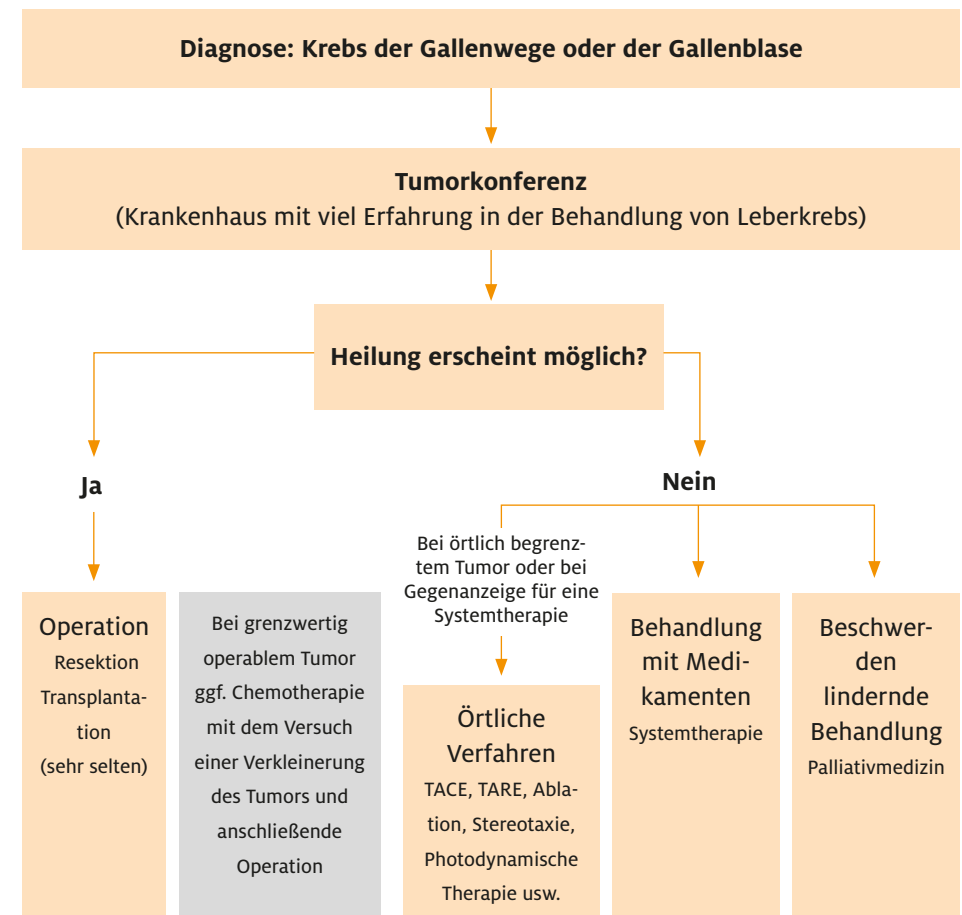 Diagnose: Krebs der Gallenwege oder der Gallenblase
Tumorkonferenz
(Krankenhaus mit viel Erfahrung in der Behandlung von Leberkrebs)
Heilung erscheint möglich?
Ja
Nein
Operation
Resektion
Transplanta-
tion
(sehr selten)
Bei grenzwertig
operablem Tumor
ggf. Chemotherapie
mit dem Versuch
einer Verkleinerung
des Tumors und
anschließende
Operation
Bei örtlich begrenz-
tem Tumor oder bei
Gegenanzeige für eine
Systemtherapie
Örtliche
Verfahren
TACE, TARE, Abla-
tion, Stereotaxie,
Photodynamische
Therapie usw.
Behandlung
mit Medi-
kamenten
Systemtherapie
Beschwer-
den
lindernde
Behandlung
Palliativmedizin